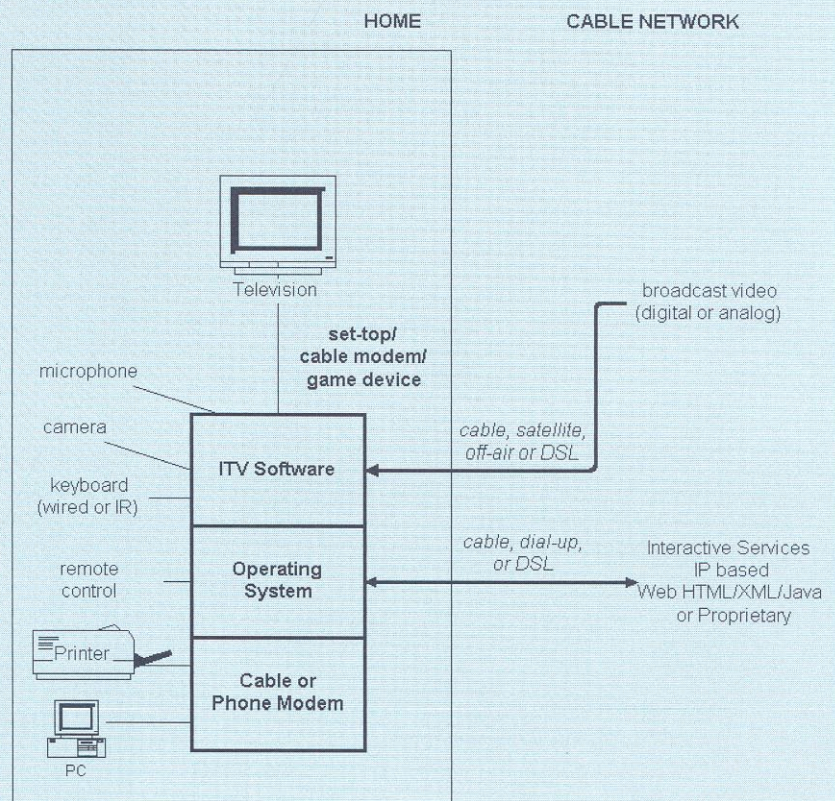 HOME
CABLE NETWORK
Television
set-top/
cable modem/
game device
microphone
camera
keyboard
(wired or IR)
remote
control
Printer
PC
ITV Software
Operating
System
Cable or
Phone Modem
broadcast video
(digital or analog)
cable, satellite,
off-air or DSL
cable, dial-up,
or DSL
Interactive Services
IP based
Web HTML/XML/Java
or Proprietary